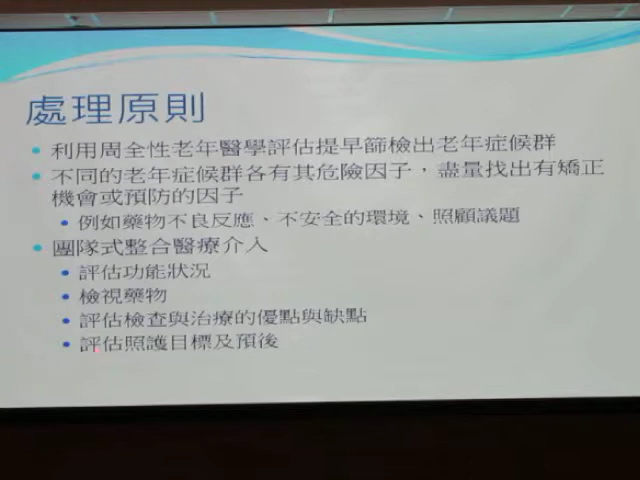 處理原則
• 利用周全性老年醫學評估提早篩檢出老年症候群
• 不同的老年症候群各有其危險因子，盡量找出有矯正
機會或預防的因子
• 例如藥物不良反應、不安全的環境、照顧議題
• 團隊式整合醫療介入
• 評估功能狀況
• 檢視藥物
• 評估檢查與治療的優點與缺點
• 評估照護目標及預後